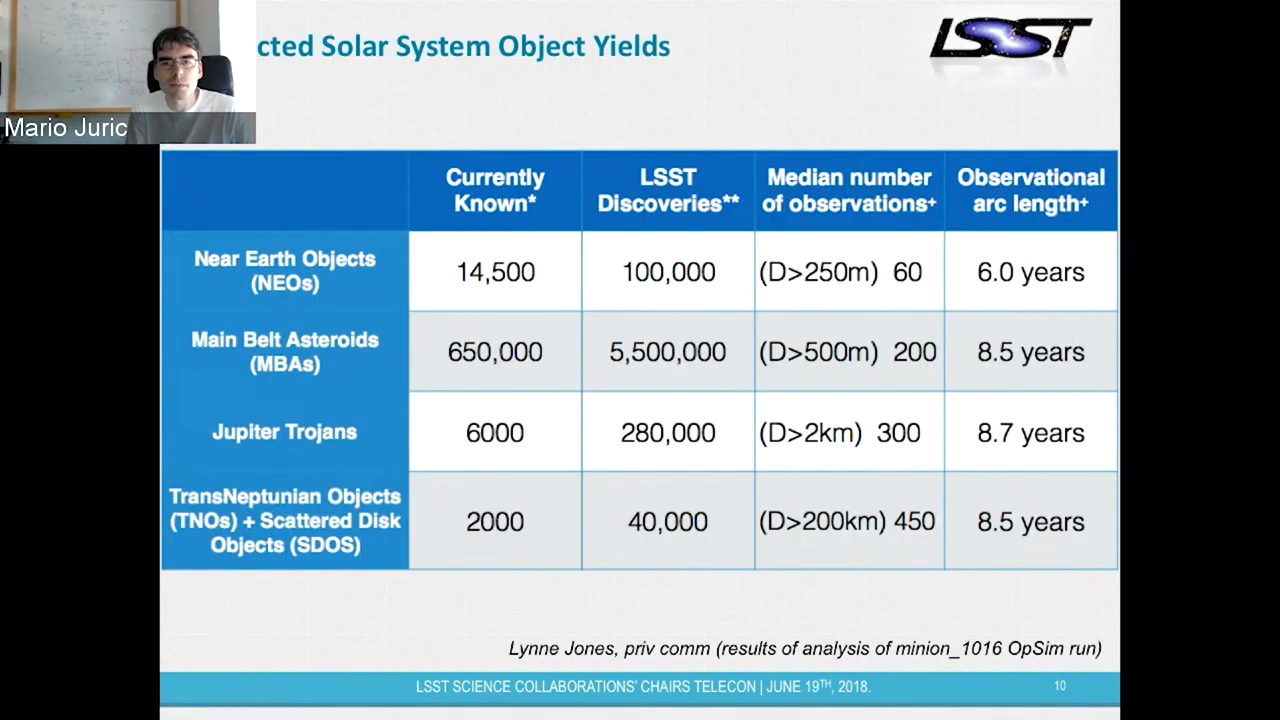 cted Solar System Object Yields
LSST
Mario Juric
Currently
Known*
LSST
Discoveries**
Median number
of observations+
Observational
arc length+
Near Earth Objects
(NEOs)
14,500
100,000
(D>250m) 60
6.0 years
Main Belt Asteroids
(MBAs)
650,000
5,500,000
(D>500m) 200
8.5 years
Jupiter Trojans
6000
280,000
(D>2km) 300
8.7 years
TransNeptunian Objects
(TNOs) + Scattered Disk
Objects (SDOS)
2000
40,000
(D>200km) 450
8.5 years
Lynne Jones, priv comm (results of analysis of minion_1016 OpSim run)
LSST SCIENCE COLLABORATIONS' CHAIRS TELECON | JUNE 19TH, 2018.
10